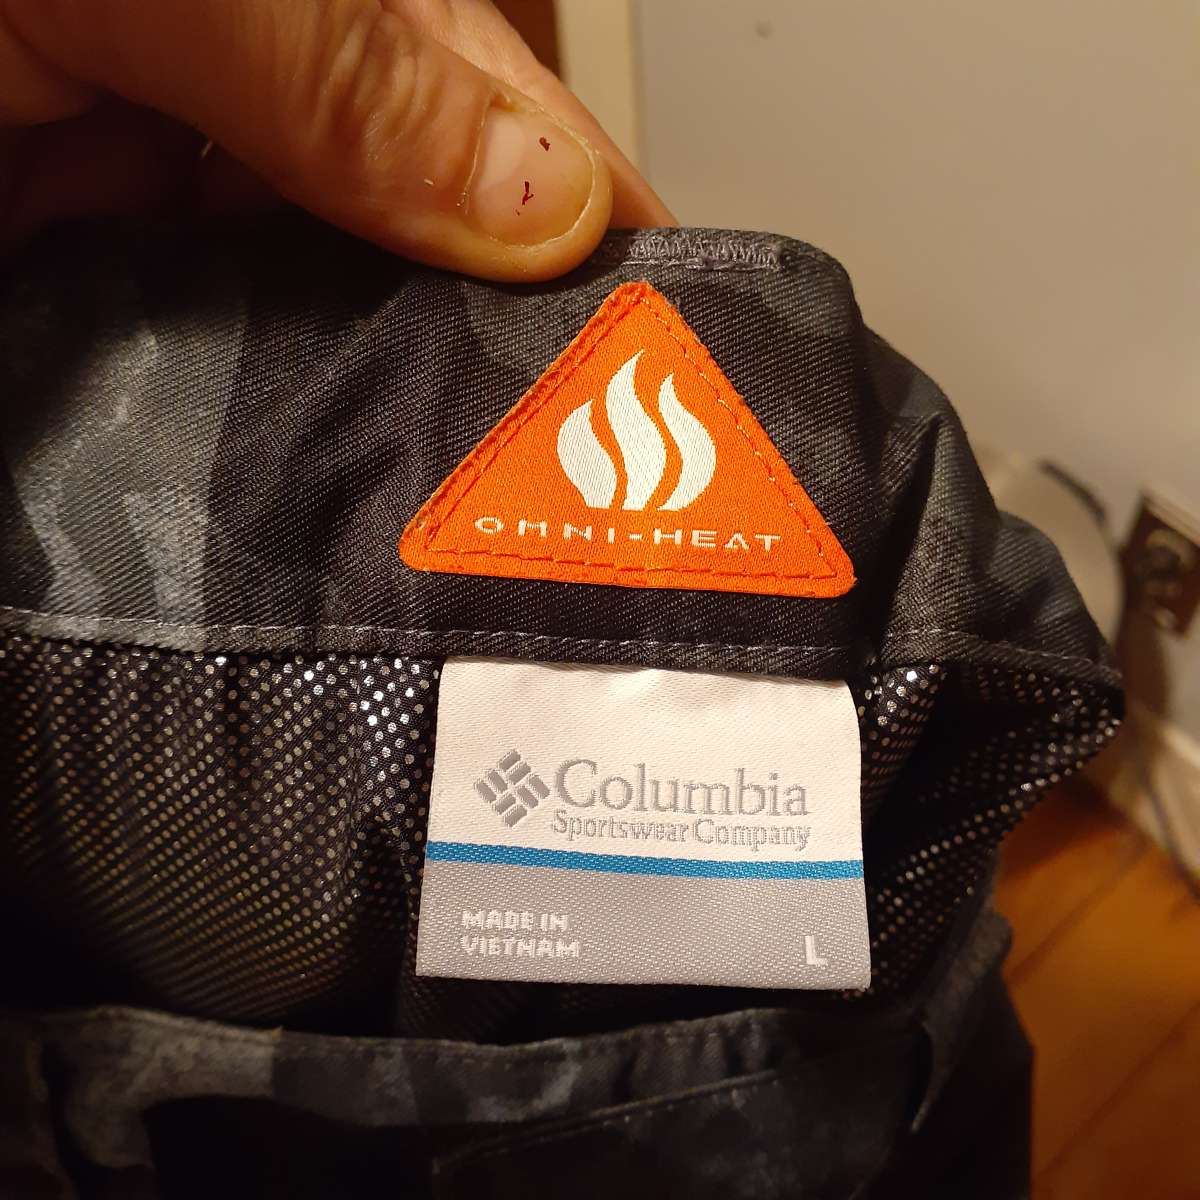 OMNI-HEAT
Columbia
Sportswear Company
MADE IN
VIETNAM
L